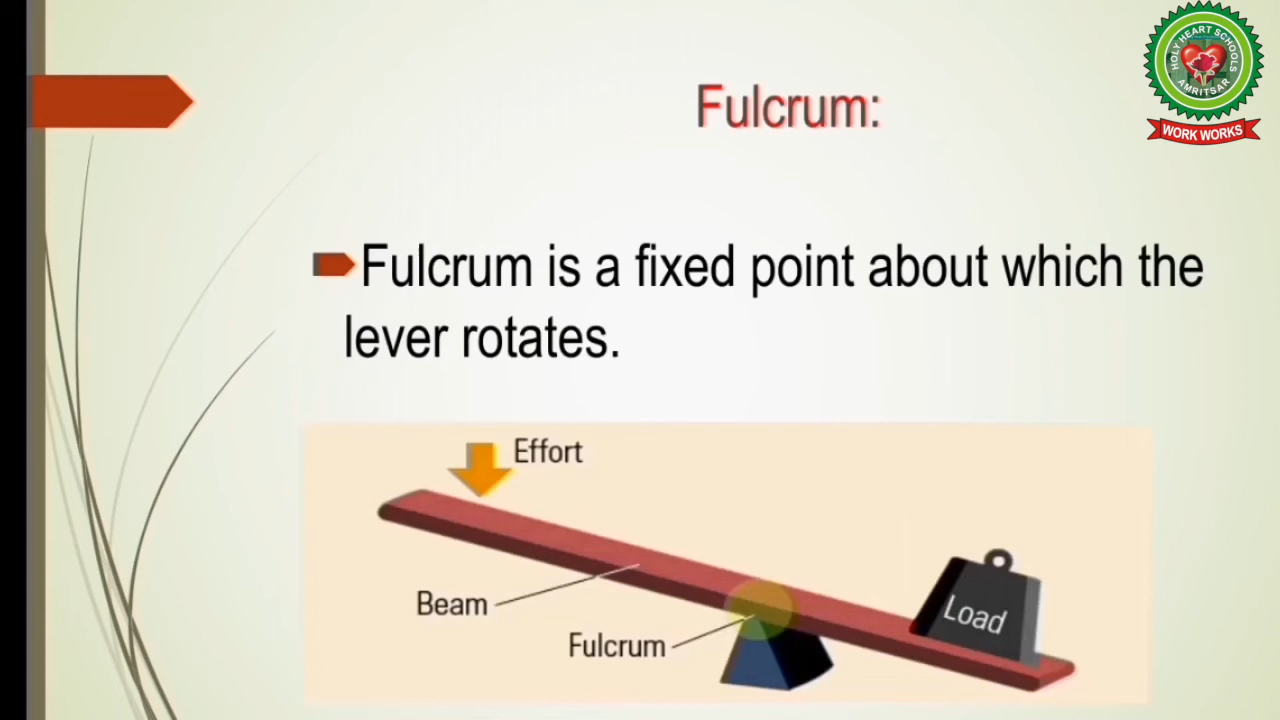 HOLY HEART SCHOOLS
AMRITSAR
WORK WORKS
Fulcrum:
Fulcrum is a fixed point about which the
lever rotates.
Effort
Beam
Fulcrum
Load